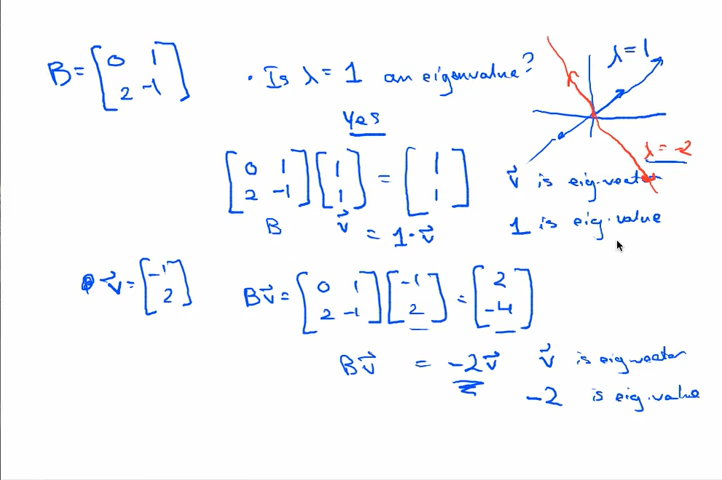 B = [0 1
2 -1]
· Is λ = 1 an eigenvalue?
Yes
λ = 1
λ = -2
[0 1
2 -1] [1
1] = [1
1]
B v⃗ = 1·v⃗
v⃗ is eig·vector
1 is eig·value
v⃗ = [-1
2]
Bv⃗ = [0 1
2 -1] [-1
2] = [2
-4]
Bv⃗ = -2v⃗
v⃗ is eigvector
-2 is eig.value